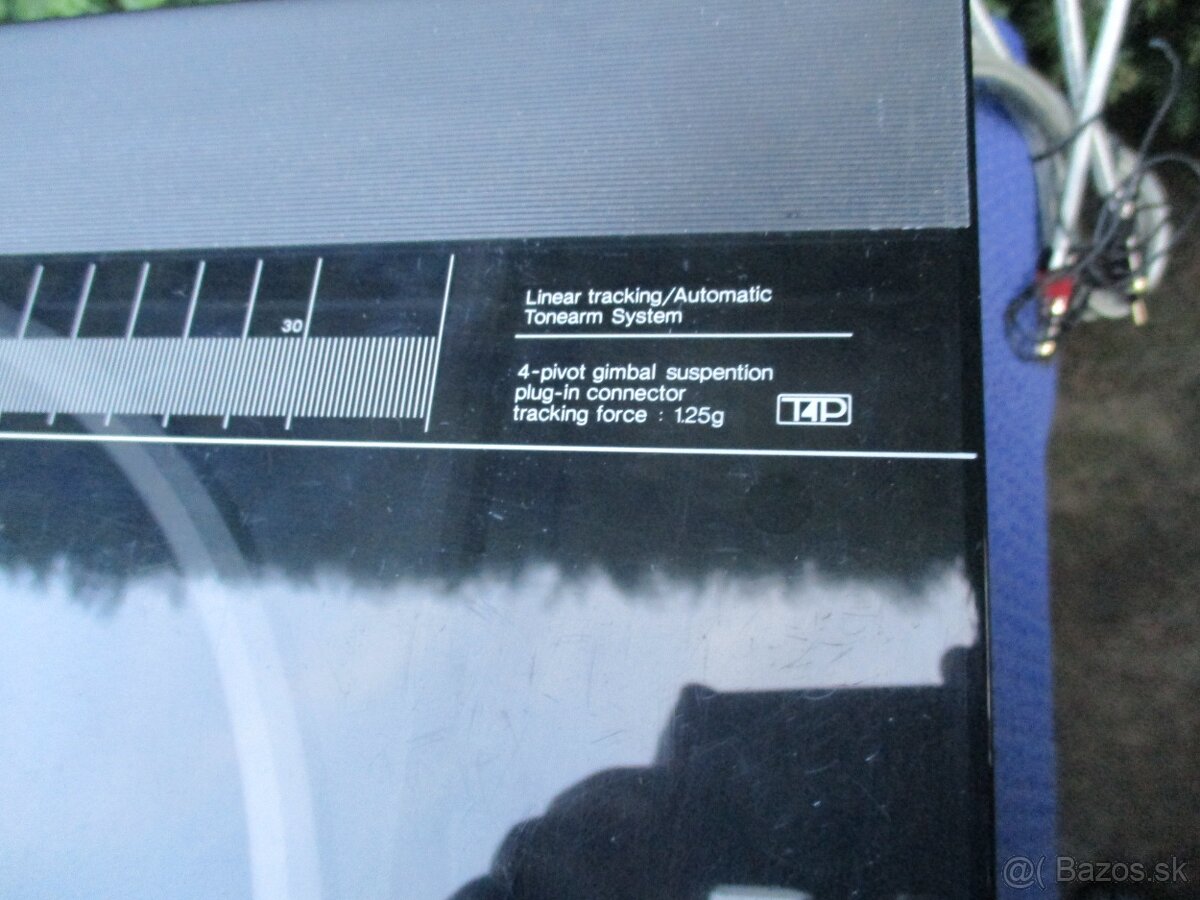 Linear tracking/Automatic
Tonearm System
30
4-pivot gimbal suspention
plug-in connector
tracking force : 1.25g
T4P
@( Bazos.sk